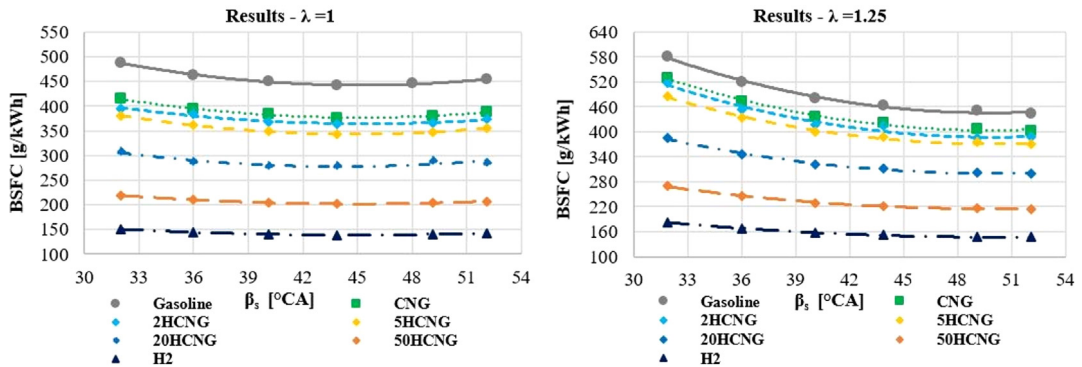 Results - λ =1
550
500
450
400
350
300
250
200
150
100
BSFC [g/kWh]
30 33 36 39 42 45 48 51 54
βs [°CA]
Gasoline CNG
2HCNG 5HCNG
20HCNG 50HCNG
H2
Results - λ =1.25
640
580
520
460
400
340
280
220
160
100
BSFC [g/kWh]
30 33 36 39 42 45 48 51 54
βs [°CA]
Gasoline CNG
2HCNG 5HCNG
20HCNG 50HCNG
H2